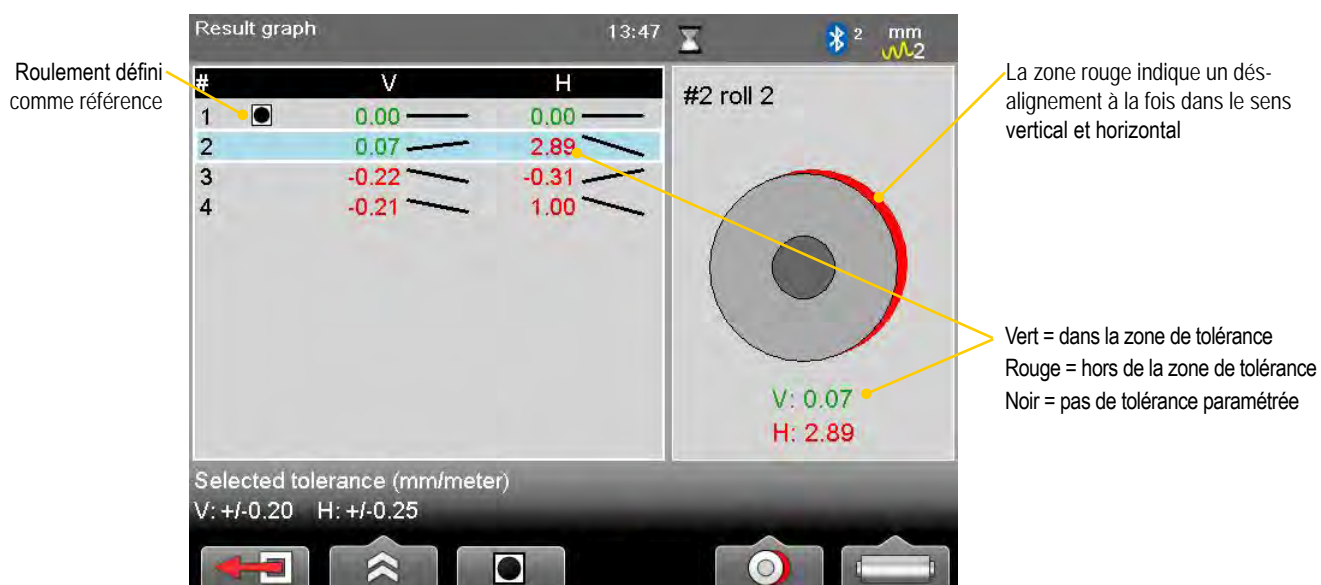 Result graph 13:47 2 mm
2
Roulement défini
comme référence
# V H
1 0.00 0.00
2 0.07 2.89
3 -0.22 -0.31
4 -0.21 1.00
#2 roll 2
V: 0.07
H: 2.89
La zone rouge indique un dés-
alignement à la fois dans le sens
vertical et horizontal
Vert = dans la zone de tolérance
Rouge = hors de la zone de tolérance
Noir = pas de tolérance paramétrée
Selected tolerance (mm/meter)
V: +/-0.20 H: +/-0.25